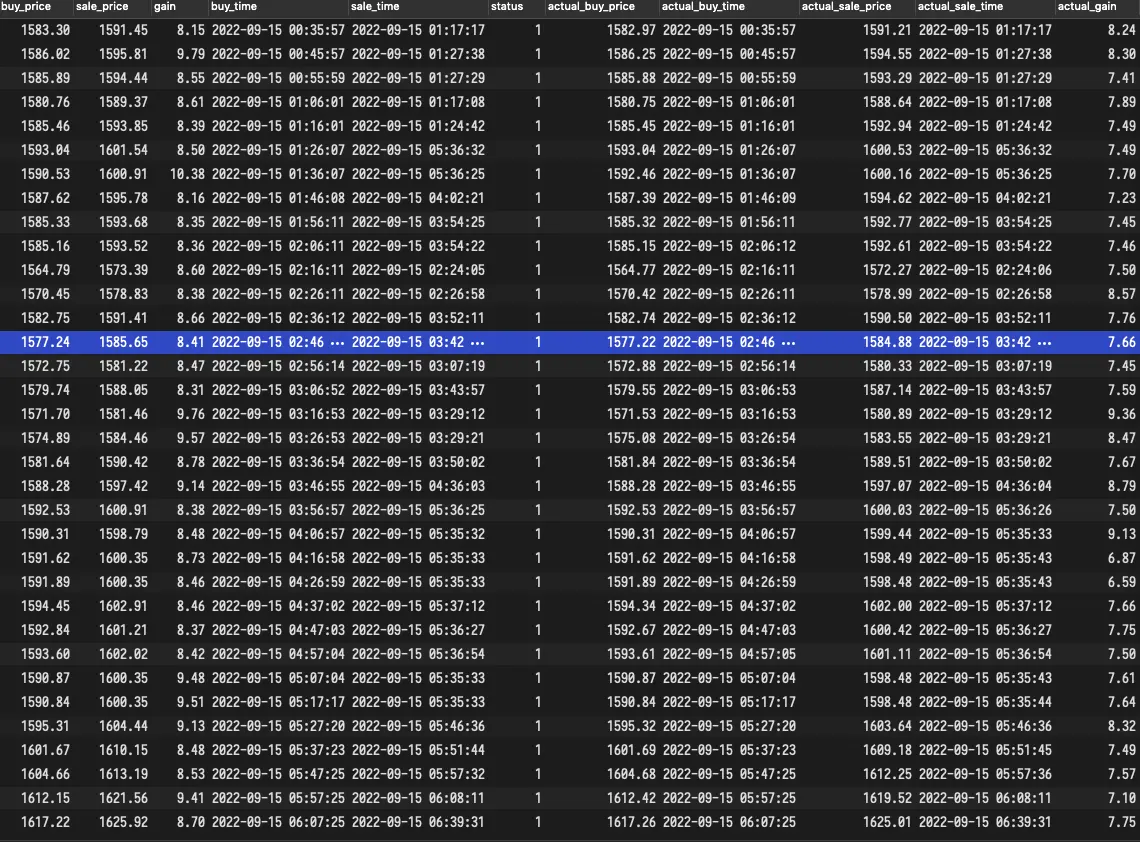 buy_price sale_price gain buy_time sale_time status actual_buy_price actual_buy_time actual_sale_price actual_sale_time actual_gain
1583.30 1591.45 8.15 2022-09-15 00:35:57 2022-09-15 01:17:17 1 1582.97 2022-09-15 00:35:57 1591.21 2022-09-15 01:17:17 8.24
1586.02 1595.81 9.79 2022-09-15 00:45:57 2022-09-15 01:27:38 1 1586.25 2022-09-15 00:45:57 1594.55 2022-09-15 01:27:38 8.30
1585.89 1594.44 8.55 2022-09-15 00:55:59 2022-09-15 01:27:29 1 1585.88 2022-09-15 00:55:59 1593.29 2022-09-15 01:27:29 7.41
1580.76 1589.37 8.61 2022-09-15 01:06:01 2022-09-15 01:17:08 1 1580.75 2022-09-15 01:06:01 1588.64 2022-09-15 01:17:08 7.89
1585.46 1593.85 8.39 2022-09-15 01:16:01 2022-09-15 01:24:42 1 1585.45 2022-09-15 01:16:01 1592.94 2022-09-15 01:24:42 7.49
1593.04 1601.54 8.50 2022-09-15 01:26:07 2022-09-15 05:36:32 1 1593.04 2022-09-15 01:26:07 1600.53 2022-09-15 05:36:32 7.49
1590.53 1600.91 10.38 2022-09-15 01:36:07 2022-09-15 05:36:25 1 1592.46 2022-09-15 01:36:07 1600.16 2022-09-15 05:36:25 7.70
1587.62 1595.78 8.16 2022-09-15 01:46:08 2022-09-15 04:02:21 1 1587.39 2022-09-15 01:46:09 1594.62 2022-09-15 04:02:21 7.23
1585.33 1593.68 8.35 2022-09-15 01:56:11 2022-09-15 03:54:25 1 1585.32 2022-09-15 01:56:11 1592.77 2022-09-15 03:54:25 7.45
1585.16 1593.52 8.36 2022-09-15 02:06:11 2022-09-15 03:54:22 1 1585.15 2022-09-15 02:06:12 1592.61 2022-09-15 03:54:22 7.46
1564.79 1573.39 8.60 2022-09-15 02:16:11 2022-09-15 02:24:05 1 1564.77 2022-09-15 02:16:11 1572.27 2022-09-15 02:24:06 7.50
1570.45 1578.83 8.38 2022-09-15 02:26:11 2022-09-15 02:26:58 1 1570.42 2022-09-15 02:26:11 1578.99 2022-09-15 02:26:58 8.57
1582.75 1591.41 8.66 2022-09-15 02:36:12 2022-09-15 03:52:11 1 1582.74 2022-09-15 02:36:12 1590.50 2022-09-15 03:52:11 7.76
1577.24 1585.65 8.41 2022-09-15 02:46 ··· 2022-09-15 03:42 ··· 1 1577.22 2022-09-15 02:46 ··· 1584.88 2022-09-15 03:42 ··· 7.66
1572.75 1581.22 8.47 2022-09-15 02:56:14 2022-09-15 03:07:19 1 1572.88 2022-09-15 02:56:14 1580.33 2022-09-15 03:07:19 7.45
1579.74 1588.05 8.31 2022-09-15 03:06:52 2022-09-15 03:43:57 1 1579.55 2022-09-15 03:06:53 1587.14 2022-09-15 03:43:57 7.59
1571.70 1581.46 9.76 2022-09-15 03:16:53 2022-09-15 03:29:12 1 1571.53 2022-09-15 03:16:53 1580.89 2022-09-15 03:29:12 9.36
1574.89 1584.46 9.57 2022-09-15 03:26:53 2022-09-15 03:29:21 1 1575.08 2022-09-15 03:26:54 1583.55 2022-09-15 03:29:21 8.47
1581.64 1590.42 8.78 2022-09-15 03:36:54 2022-09-15 03:50:02 1 1581.84 2022-09-15 03:36:54 1589.51 2022-09-15 03:50:02 7.67
1588.28 1597.42 9.14 2022-09-15 03:46:55 2022-09-15 04:36:03 1 1588.28 2022-09-15 03:46:55 1597.07 2022-09-15 04:36:04 8.79
1592.53 1600.91 8.38 2022-09-15 03:56:57 2022-09-15 05:36:25 1 1592.53 2022-09-15 03:56:57 1600.03 2022-09-15 05:36:26 7.50
1590.31 1598.79 8.48 2022-09-15 04:06:57 2022-09-15 05:35:32 1 1590.31 2022-09-15 04:06:57 1599.44 2022-09-15 05:35:33 9.13
1591.62 1600.35 8.73 2022-09-15 04:16:58 2022-09-15 05:35:33 1 1591.62 2022-09-15 04:16:58 1598.49 2022-09-15 05:35:43 6.87
1591.89 1600.35 8.46 2022-09-15 04:26:59 2022-09-15 05:35:33 1 1591.89 2022-09-15 04:26:59 1598.48 2022-09-15 05:35:43 6.59
1594.45 1602.91 8.46 2022-09-15 04:37:02 2022-09-15 05:37:12 1 1594.34 2022-09-15 04:37:02 1602.00 2022-09-15 05:37:12 7.66
1592.84 1601.21 8.37 2022-09-15 04:47:03 2022-09-15 05:36:27 1 1592.67 2022-09-15 04:47:03 1600.42 2022-09-15 05:36:27 7.75
1593.60 1602.02 8.42 2022-09-15 04:57:04 2022-09-15 05:36:54 1 1593.61 2022-09-15 04:57:05 1601.11 2022-09-15 05:36:54 7.50
1590.87 1600.35 9.48 2022-09-15 05:07:04 2022-09-15 05:35:33 1 1590.87 2022-09-15 05:07:04 1598.48 2022-09-15 05:35:43 7.61
1590.84 1600.35 9.51 2022-09-15 05:17:17 2022-09-15 05:35:33 1 1590.84 2022-09-15 05:17:17 1598.48 2022-09-15 05:35:44 7.64
1595.31 1604.44 9.13 2022-09-15 05:27:20 2022-09-15 05:46:36 1 1595.32 2022-09-15 05:27:20 1603.64 2022-09-15 05:46:36 8.32
1601.67 1610.15 8.48 2022-09-15 05:37:23 2022-09-15 05:51:44 1 1601.69 2022-09-15 05:37:23 1609.18 2022-09-15 05:51:45 7.49
1604.66 1613.19 8.53 2022-09-15 05:47:25 2022-09-15 05:57:32 1 1604.68 2022-09-15 05:47:25 1612.25 2022-09-15 05:57:36 7.57
1612.15 1621.56 9.41 2022-09-15 05:57:25 2022-09-15 06:08:11 1 1612.42 2022-09-15 05:57:25 1619.52 2022-09-15 06:08:11 7.10
1617.22 1625.92 8.70 2022-09-15 06:07:25 2022-09-15 06:39:31 1 1617.26 2022-09-15 06:07:25 1625.01 2022-09-15 06:39:31 7.75